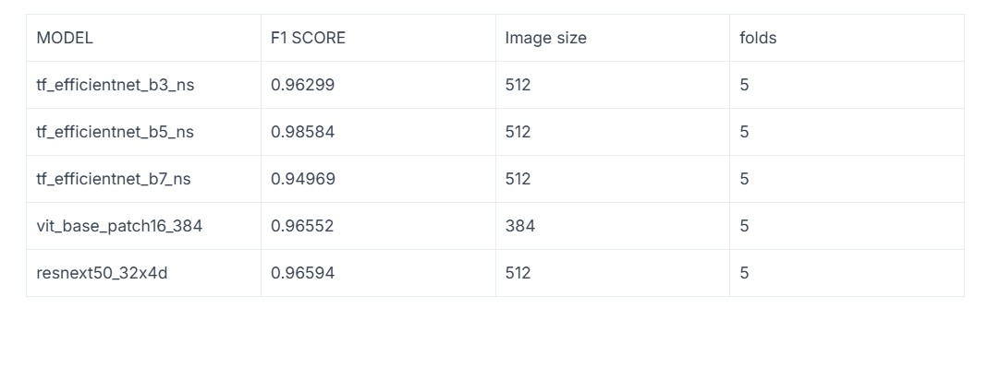 MODEL F1 SCORE Image size folds
tf_efficientnet_b3_ns 0.96299 512 5
tf_efficientnet_b5_ns 0.98584 512 5
tf_efficientnet_b7_ns 0.94969 512 5
vit_base_patch16_384 0.96552 384 5
resnext50_32x4d 0.96594 512 5